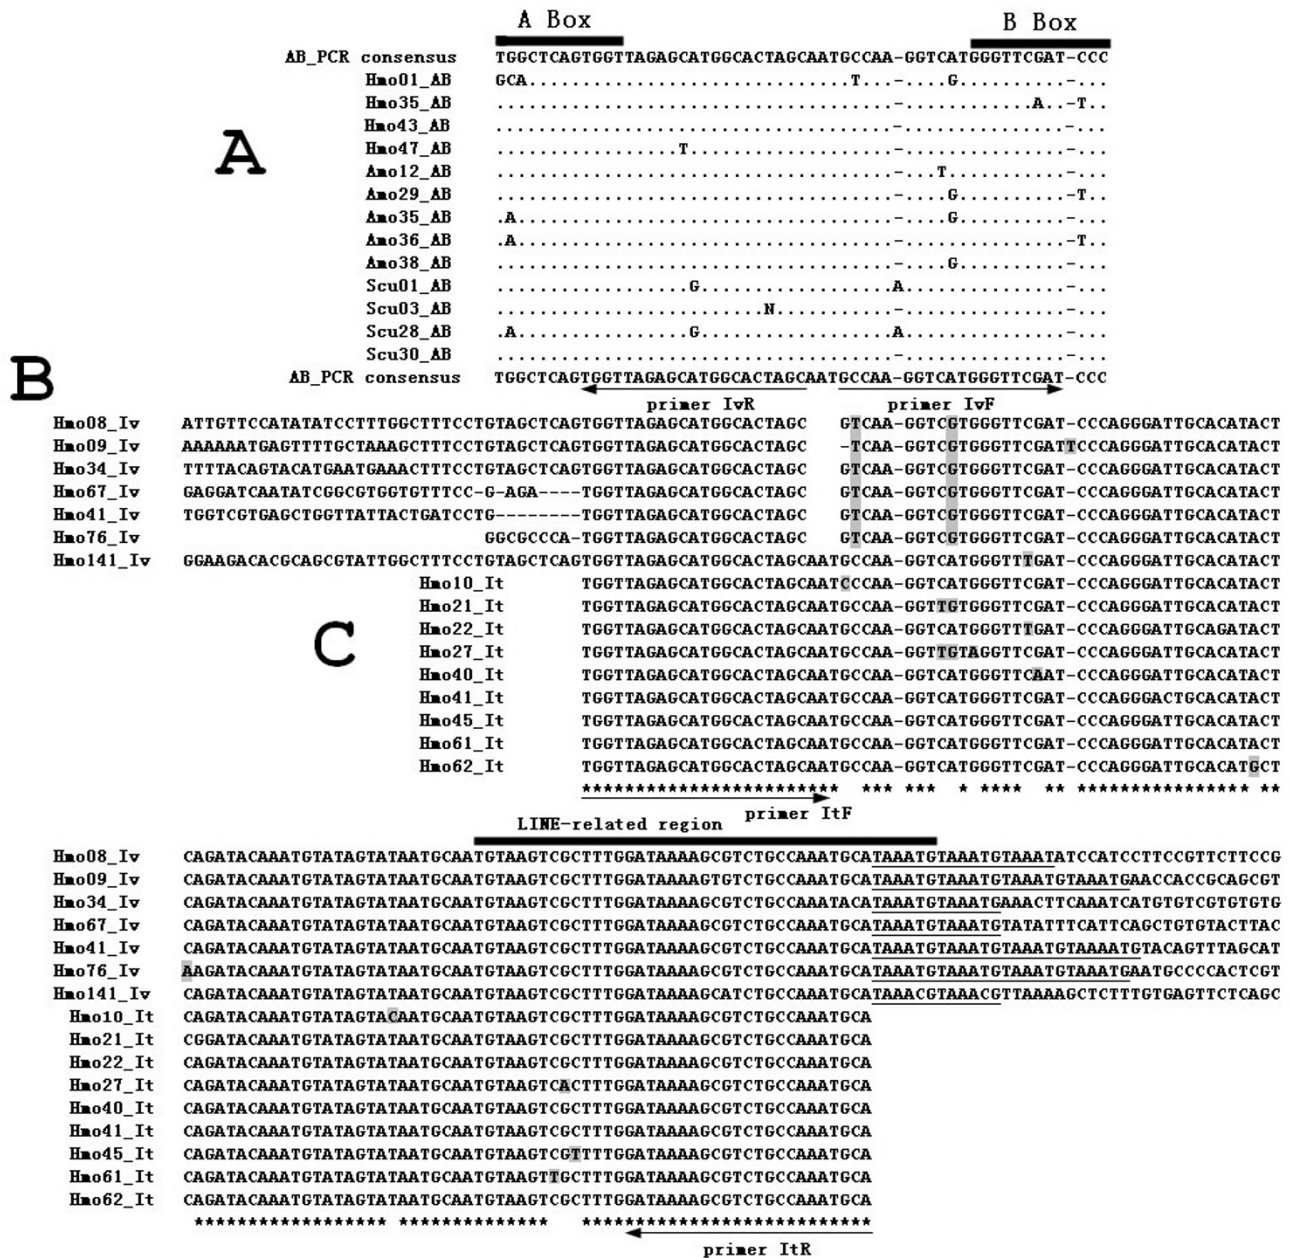 A Box B Box
AB_PCR consensus TGGCTCAGTGGTTAGAGCATGGCACTAGCAATGCCAA-GGTCATGGGTTCGAT-CCC
Hmo01_AB GCA..............................T...-....G..........-...
Hmo35_AB .....................................-............A..-T..
Hmo43_AB .....................................-...............-...
Hmo47_AB .................T...................-...............-...
Amo12_AB .....................................-...T...........-...
Amo29_AB .....................................-....G..........-T..
Amo35_AB .A...................................-....G..........-...
Amo36_AB .A...................................-...............-T..
Amo38_AB .....................................-....G..........-...
Scu01_AB ..................G..................A...............-...
Scu03_AB .........................N...........-...............-...
Scu28_AB .A................G..................A...............-...
Scu30_AB .....................................-...............-...
A
AB_PCR consensus TGGCTCAGTGGTTAGAGCATGGCACTAGCAATGCCAA-GGTCATGGGTTCGAT-CCC
B
primer IvR primer IvF
Hmo08_Iv ATTGTTCCATATATCCTTTGGCTTTCCTGTAGCTCAGTGGTTAGAGCATGGCACTAGC GTCAA-GGTCGTGGGTTCGAT-CCCAGGGATTGCACATACT
Hmo09_Iv AAAAAATGAGTTTTGCTAAAGCTTTCCTGTAGCTCAGTGGTTAGAGCATGGCACTAGC -TCAA-GGTCGTGGGTTCGATTCCCAGGGATTGCACATACT
Hmo34_Iv TTTTACAGTACATGAATGAAACTTTCCTGTAGCTCAGTGGTTAGAGCATGGCACTAGC GTCAA-GGTCGTGGGTTCGAT-CCCAGGGATTGCACATACT
Hmo67_Iv GAGGATCAATATCGGCGTGGTGTTTCC-G-AGA----TGGTTAGAGCATGGCACTAGC GTCAA-GGTCGTGGGTTCGAT-CCCAGGGATTGCACATACT
Hmo41_Iv TGGTCGTGAGCTGGTTATTACTGATCCTG--------TGGTTAGAGCATGGCACTAGC GTCAA-GGTCGTGGGTTCGAT-CCCAGGGATTGCACATACT
Hmo76_Iv GGCGCCCA-TGGTTAGAGCATGGCACTAGC GTCAA-GGTCGTGGGTTCGAT-CCCAGGGATTGCACATACT
Hmo141_Iv GGAAGACACGCAGCGTATTGGCTTTCCTGTAGCTCAGTGGTTAGAGCATGGCACTAGCAATGCCAA-GGTCATGGGTTTGAT-CCCAGGGATTGCACATACT
Hmo10_It TGGTTAGAGCATGGCACTAGCAATCCCAA-GGTCATGGGTTCGAT-CCCAGGGATTGCACATACT
Hmo21_It TGGTTAGAGCATGGCACTAGCAATGCCAA-GGTTGTGGGTTCGAT-CCCAGGGATTGCACATACT
Hmo22_It TGGTTAGAGCATGGCACTAGCAATGCCAA-GGTCATGGGTTTGAT-CCCAGGGATTGCAGATACT
C
Hmo27_It TGGTTAGAGCATGGCACTAGCAATGCCAA-GGTTGTAGGTTCGAT-CCCAGGGATTGCACATACT
Hmo40_It TGGTTAGAGCATGGCACTAGCAATGCCAA-GGTCATGGGTTCAAT-CCCAGGGATTGCACATACT
Hmo41_It TGGTTAGAGCATGGCACTAGCAATGCCAA-GGTCATGGGTTCGAT-CCCAGGGACTGCACATACT
Hmo45_It TGGTTAGAGCATGGCACTAGCAATGCCAA-GGTCATGGGTTCGAT-CCCAGGGATTGCACATACT
Hmo61_It TGGTTAGAGCATGGCACTAGCAATGCCAA-GGTCATGGGTTCGAT-CCCAGGGATTGCACATACT
Hmo62_It TGGTTAGAGCATGGCACTAGCAATGCCAA-GGTCATGGGTTCGAT-CCCAGGGATTGCACATGCT
************************ *** *** * **** ** **************** **
primer ItF
LINE-related region
Hmo08_Iv CAGATACAAATGTATAGTATAATGCAATGTAAGTCGCTTTGGATAAAAGCGTCTGCCAAATGCATAAATGTAAATGTAAATATCCATCCTTCCGTTCTTCCG
Hmo09_Iv CAGATACAAATGTATAGTATAATGCAATGTAAGTCGCTTTGGATAAAAGTGTCTGCCAAATGCATAAATGTAAATGTAAATGTAAATGAACCACCGCAGCGT
Hmo34_Iv CAGATACAAATGTATAGTATAATGCAATGTAAGTCGCTTTGGATAAAAGCGTCTGCCAAATACATAAATGTAAATGAAACTTCAAATCATGTGTCGTGTGTG
Hmo67_Iv CAGATACAAATGTATAGTATAATGCAATGTAAGTCGCTTTGGATAAAAGCGTCTGCCAAATGCATAAATGTAAATGTATATTTCATTCAGCTGTGTACTTAC
Hmo41_Iv CAGATACAAATGTATAGTATAATGCAATGTAAGTCGCTTTGGATAAAAGCGTCTGCCAAATGCATAAATGTAAATGTAAATGTAAAATGTACAGTTTAGCAT
Hmo76_Iv AAGATACAAATGTATAGTATAATGCAATGTAAGTCGCTTTGGATAAAAGCGTCTGCCAAATGCATAAATGTAAATGTAAATGTAAATGAATGCCCCACTCGT
Hmo141_Iv CAGATACAAATGTATAGTATAATGCAATGTAAGTCGCTTTGGATAAAAGCATCTGCCAAATGCATAAACGTAAACGTTAAAAGCTCTTTGTGAGTTCTCAGC
Hmo10_It CAGATACAAATGTATAGTACAATGCAATGTAAGTCGCTTTGGATAAAAGCGTCTGCCAAATGCA
Hmo21_It CGGATACAAATGTATAGTATAATGCAATGTAAGTCGCTTTGGATAAAAGCGTCTGCCAAATGCA
Hmo22_It CAGATACAAATGTATAGTATAATGCAATGTAAGTCGCTTTGGATAAAAGCGTCTGCCAAATGCA
Hmo27_It CAGATACAAATGTATAGTATAATGCAATGTAAGTCACTTTGGATAAAAGCGTCTGCCAAATGCA
Hmo40_It CAGATACAAATGTATAGTATAATGCAATGTAAGTCGCTTTGGATAAAAGCGTCTGCCAAATGCA
Hmo41_It CAGATACAAATGTATAGTATAATGCAATGTAAGTCGCTTTGGATAAAAGCGTCTGCCAAATGCA
Hmo45_It CAGATACAAATGTATAGTATAATGCAATGTAAGTCGTTTTGGATAAAAGCGTCTGCCAAATGCA
Hmo61_It CAGATACAAATGTATAGTATAATGCAATGTAAGTTGCTTTGGATAAAAGCGTCTGCCAAATGCA
Hmo62_It CAGATACAAATGTATAGTATAATGCAATGTAAGTCGCTTTGGATAAAAGCGTCTGCCAAATGCA
****************** ************** ***************************
primer ItR